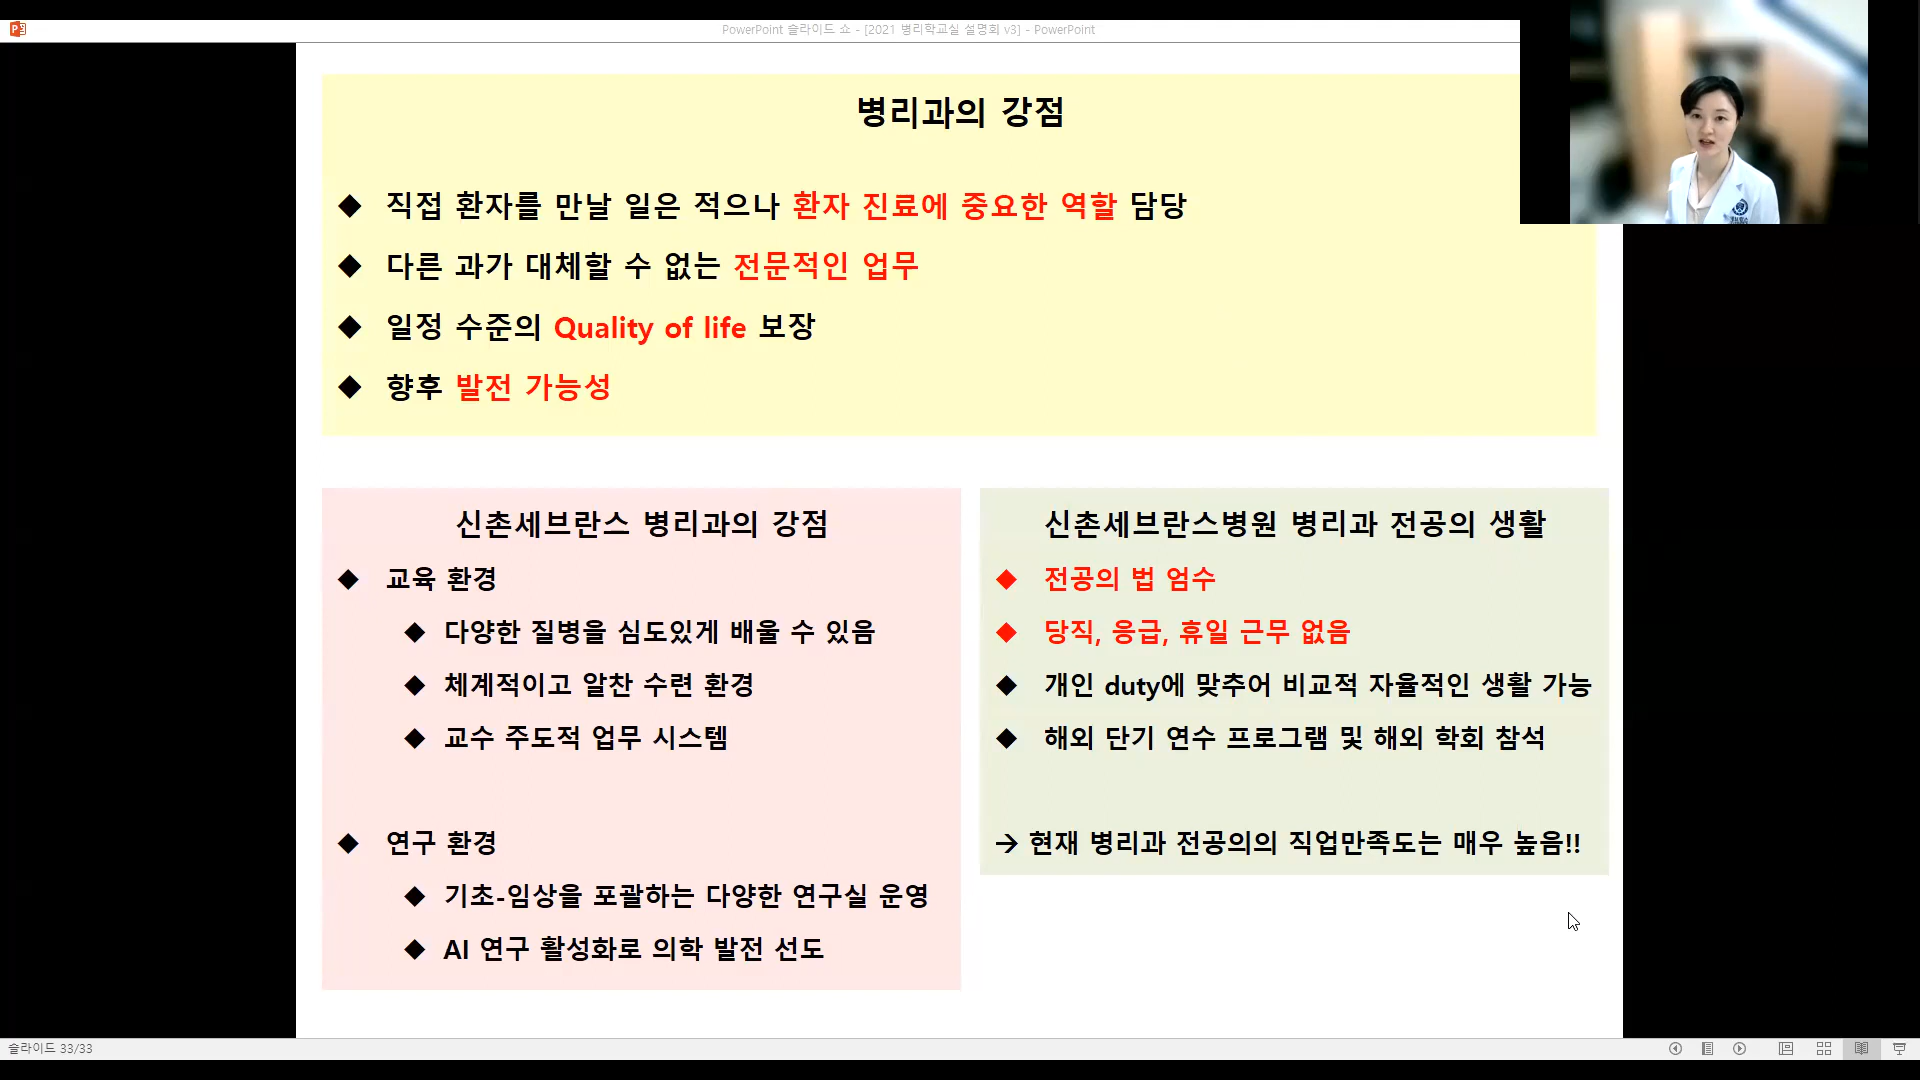 PowerPoint 슬라이드 쇼 - [2021 병리학교실 설명회 v3] - PowerPoint
병리과의 강점
◆ 직접 환자를 만날 일은 적으나 환자 진료에 중요한 역할 담당
◆ 다른 과가 대체할 수 없는 전문적인 업무
◆ 일정 수준의 Quality of life 보장
◆ 향후 발전 가능성
신촌세브란스 병리과의 강점
◆ 교육 환경
◆ 다양한 질병을 심도있게 배울 수 있음
◆ 체계적이고 알찬 수련 환경
◆ 교수 주도적 업무 시스템
◆ 연구 환경
◆ 기초-임상을 포괄하는 다양한 연구실 운영
◆ AI 연구 활성화로 의학 발전 선도
신촌세브란스병원 병리과 전공의 생활
◆ 전공의 법 엄수
◆ 당직, 응급, 휴일 근무 없음
◆ 개인 duty에 맞추어 비교적 자율적인 생활 가능
◆ 해외 단기 연수 프로그램 및 해외 학회 참석
→ 현재 병리과 전공의의 직업만족도는 매우 높음!!
슬라이드 33/33